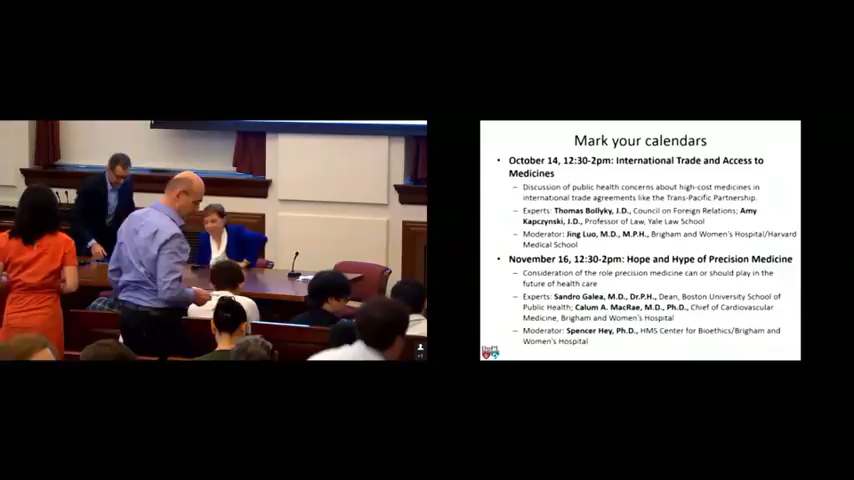 Mark your calendars
• October 14, 12:30-2pm: International Trade and Access to
Medicines
– Discussion of public health concerns about high-cost medicines in
international trade agreements like the Trans-Pacific Partnership.
– Experts Thomas Bollyky, J.D., Council on Foreign Relations; Amy
Kapczynski, J.D., Professor of Law, Yale Law School
– Moderator: Jing Luo, M.D., M.P.H., Brigham and Women's Hospital/Harvard
Medical School
• November 16, 12:30-2pm: Hope and Hype of Precision Medicine
– Consideration of the role precision medicine can or should play in the
future of health care
– Experts: Sandro Galea, M.D., Dr.P.H., Dean, Boston University School of
Public Health; Calum A. MacRae, M.D., Ph.D., Chief of Cardiovascular
Medicine, Brigham and Women's Hospital
– Moderator: Spencer Hey, Ph.D., HMS Center for Bioethics/Brigham and
Women's Hospital